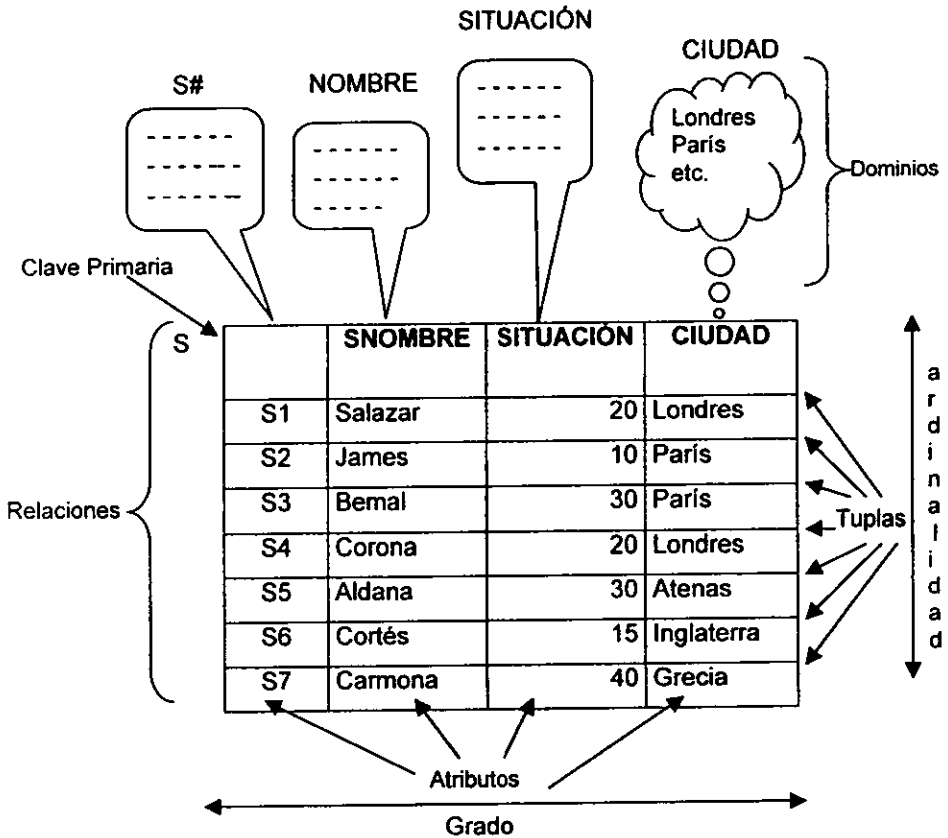 SITUACIÓN
CIUDAD
S#
NOMBRE
Londres
París
etc.
Dominios
Clave Primaria
S
SNOMBRE SITUACIÓN CIUDAD
S1 Salazar 20 Londres
S2 James 10 París
S3 Bernal 30 París
S4 Corona 20 Londres
S5 Aldana 30 Atenas
S6 Cortés 15 Inglaterra
S7 Carmona 40 Grecia
Relaciones
Tuplas
Atributos
Grado